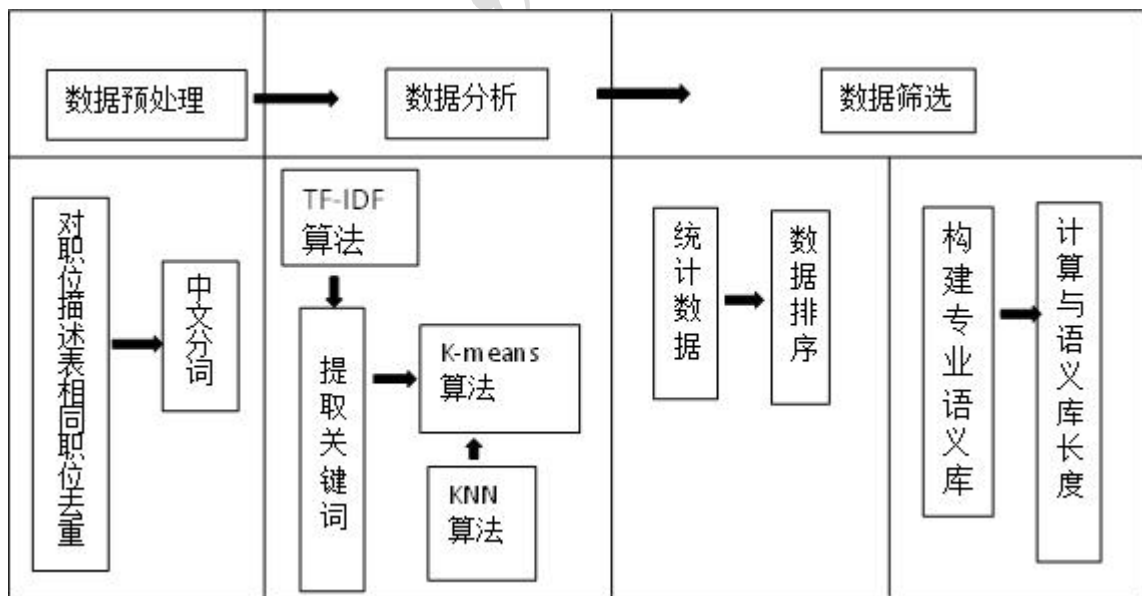 数据预处理
数据分析
数据筛选
对职位描述表相同职位去重
中文分词
TF-IDF
算法
提取关键词
K-means
算法
KNN
算法
统计数据
数据排序
构建专业语义库
计算与语义库长度